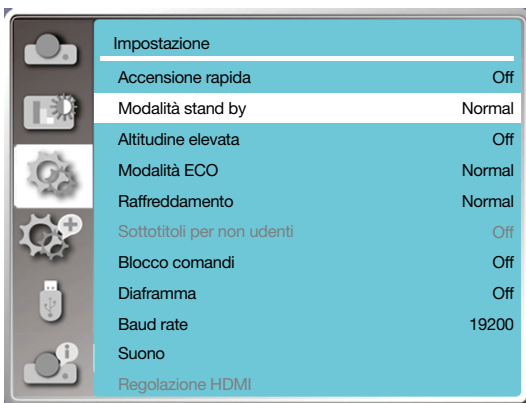 Impostazione
Accensione rapida Off
Modalità stand by Normal
Altitudine elevata Off
Modalità ECO Normal
Raffreddamento Normal
Sottotitoli per non udenti Off
Blocco comandi Off
Diaframma Off
Baud rate 19200
Suono
Regolazione HDMI